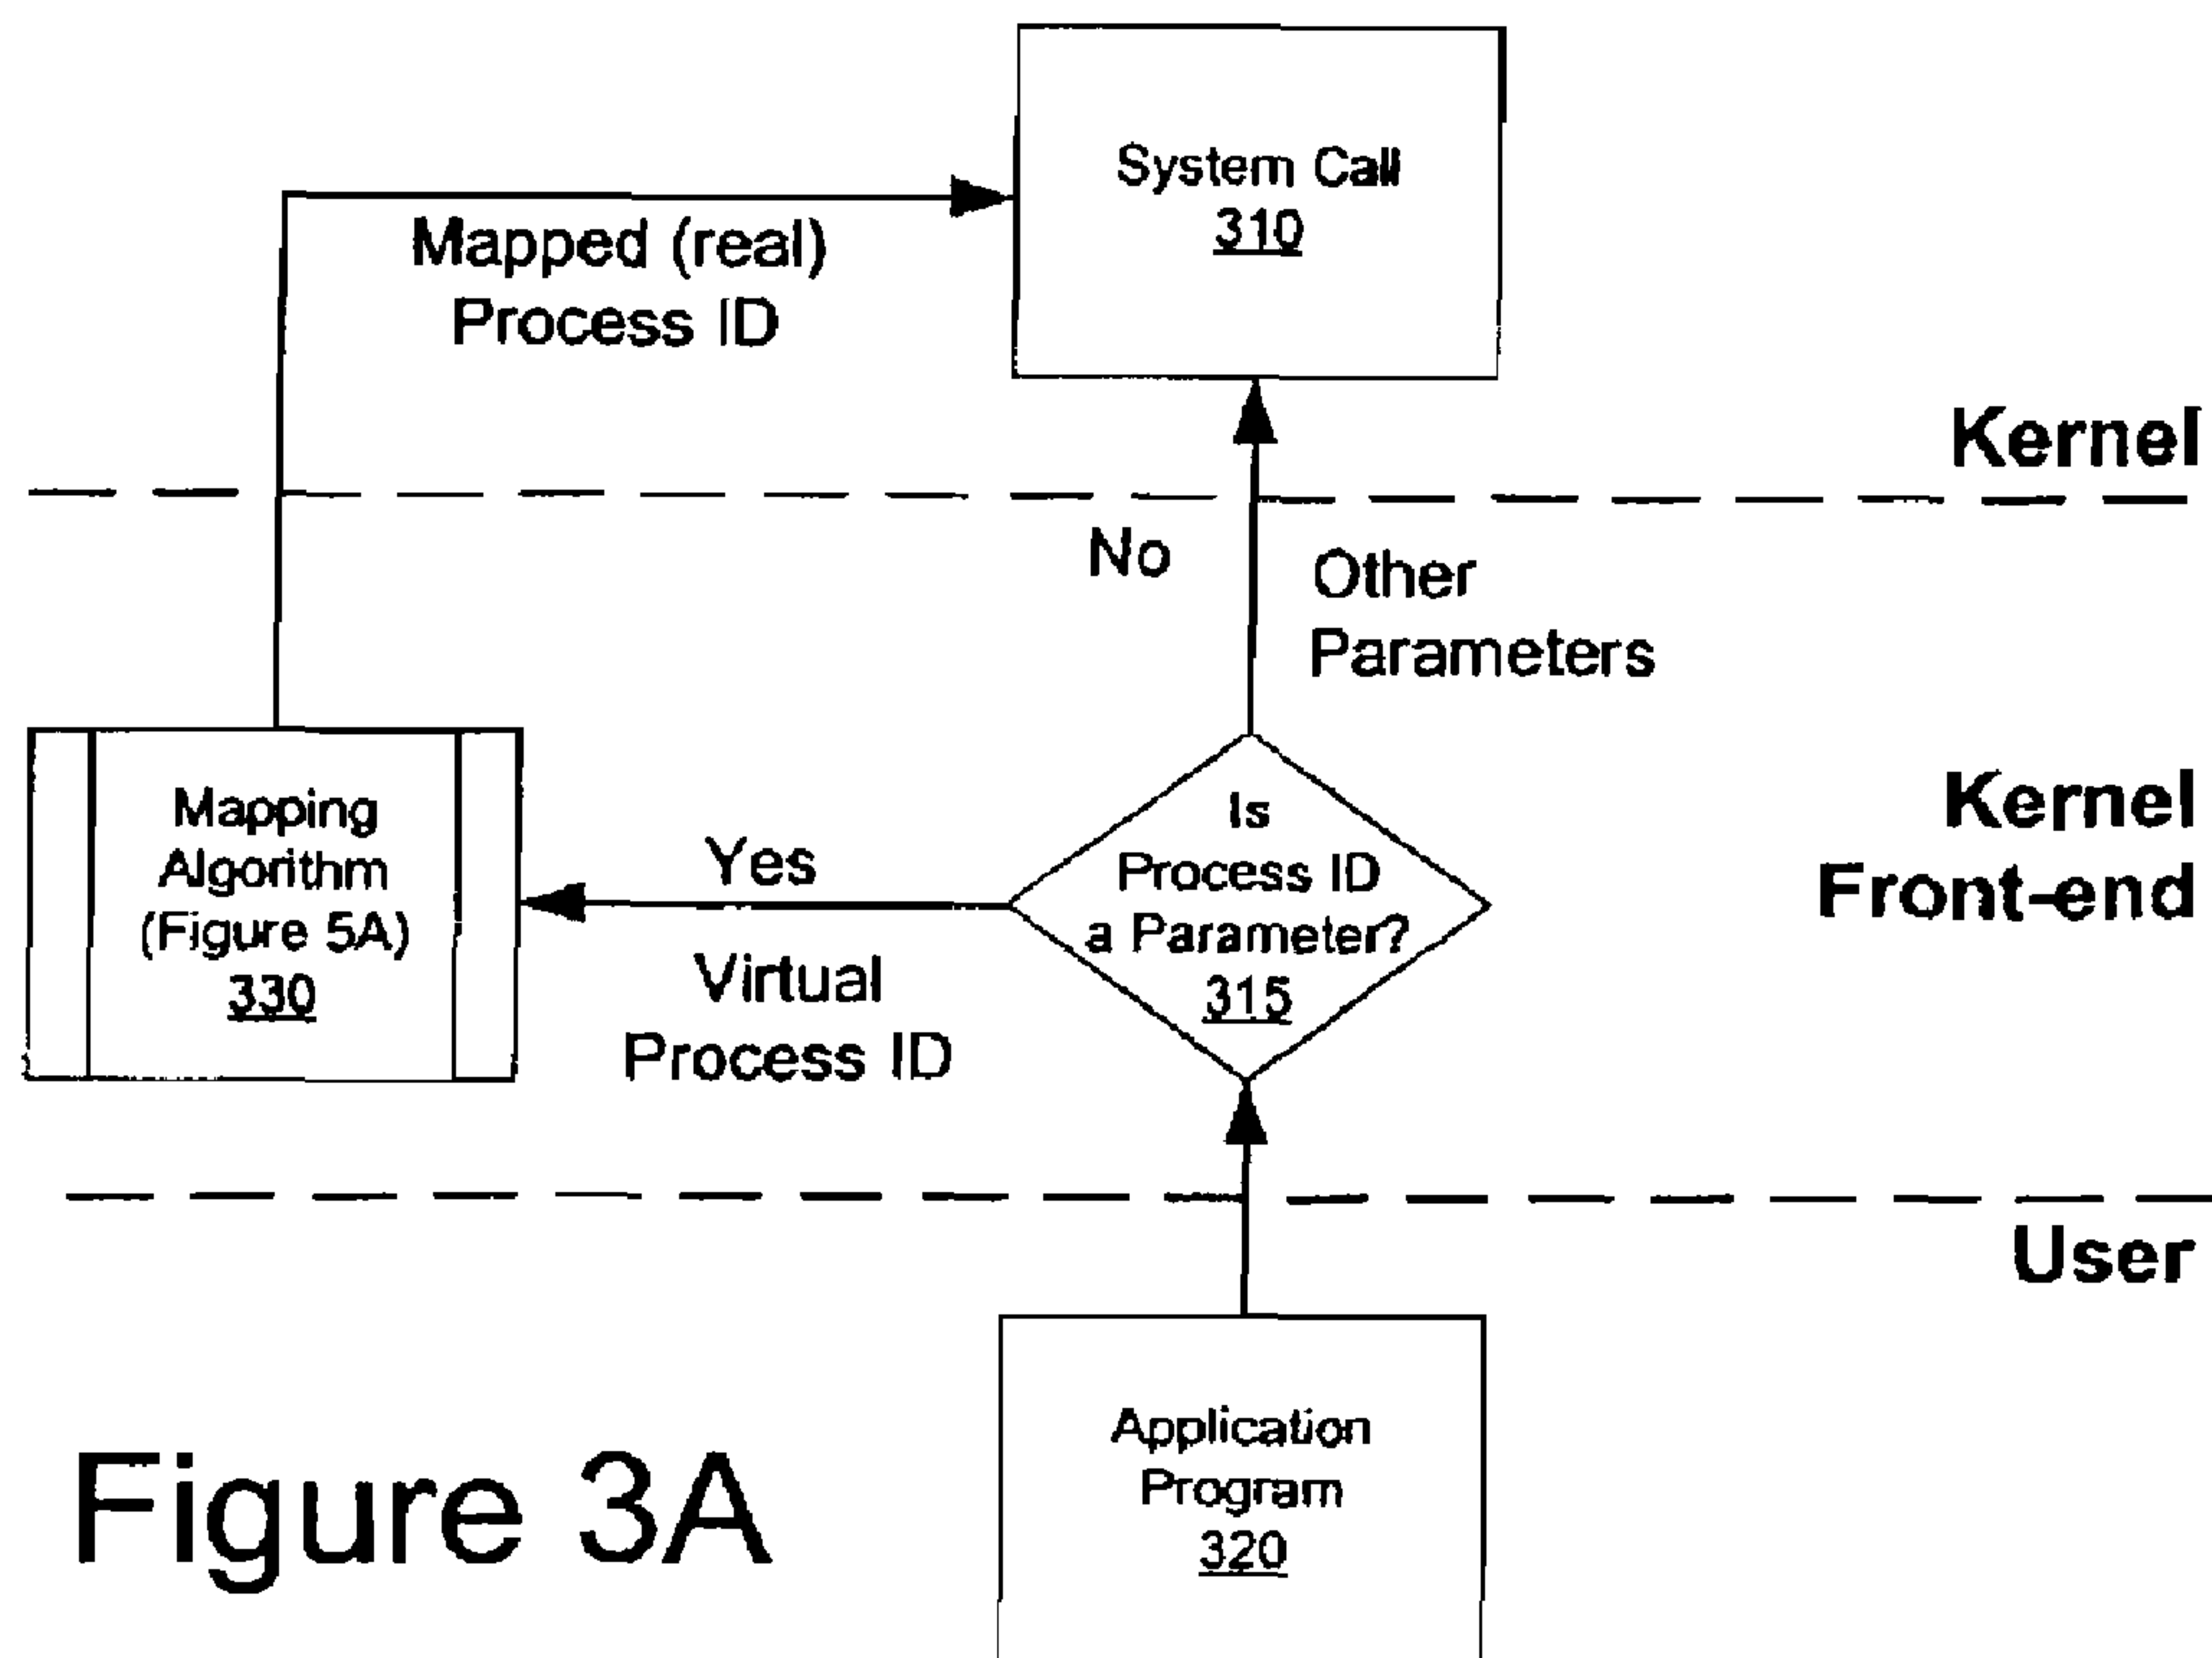 System Call
310
Mapped (real)
Process ID
Kernel
No
Other
Parameters
Mapping
Algorithm
(Figure 5A)
330
Yes
Virtual
Process ID
Is
Process ID
a Parameter?
315
Kernel
Front-end
User
Application
Program
320
Figure 3A